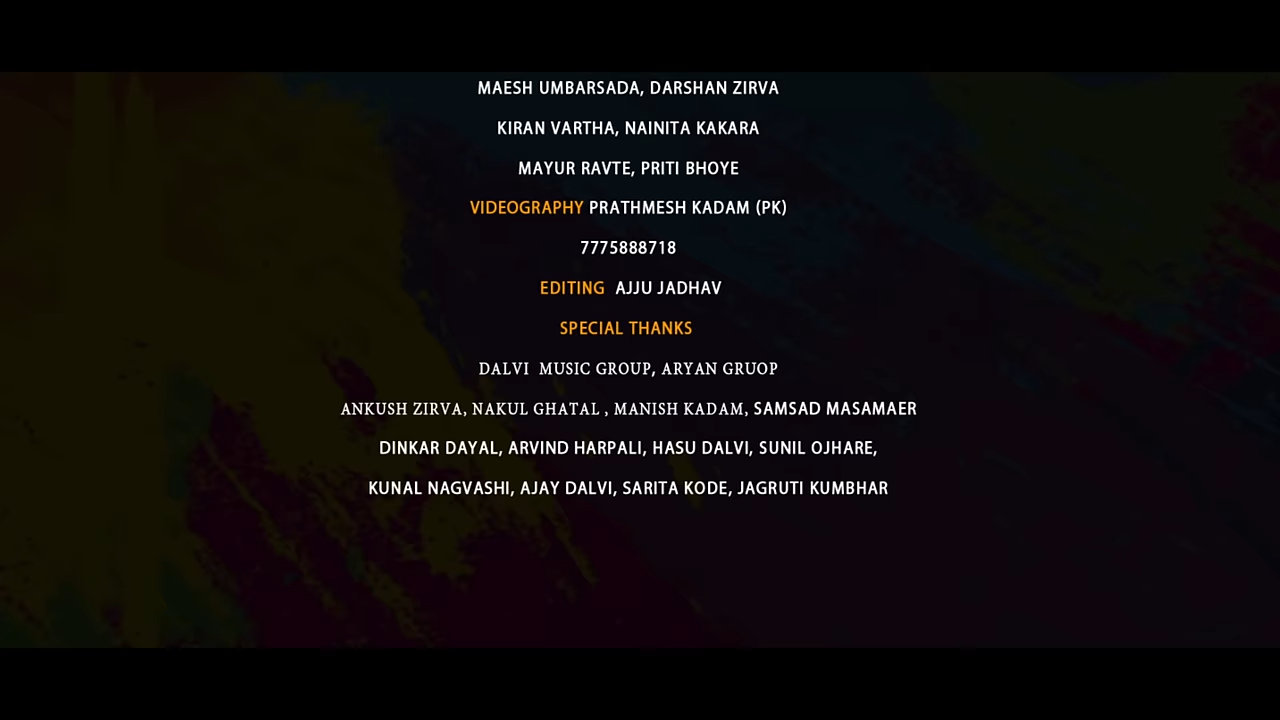 MAESH UMBARSADA, DARSHAN ZIRVA
KIRAN VARTHA, NAINITA KAKARA
MAYUR RAVTE, PRITI BHOYE
VIDEOGRAPHY PRATHMESH KADAM (PK)
7775888718
EDITING AJJU JADHAV
SPECIAL THANKS
DALVI MUSIC GROUP, ARYAN GRUOP
ANKUSH ZIRVA, NAKUL GHATAL , MANISH KADAM, SAMSAD MASAMAER
DINKAR DAYAL, ARVIND HARPALI, HASU DALVI, SUNIL OJHARE,
KUNAL NAGVASHI, AJAY DALVI, SARITA KODE, JAGRUTI KUMBHAR